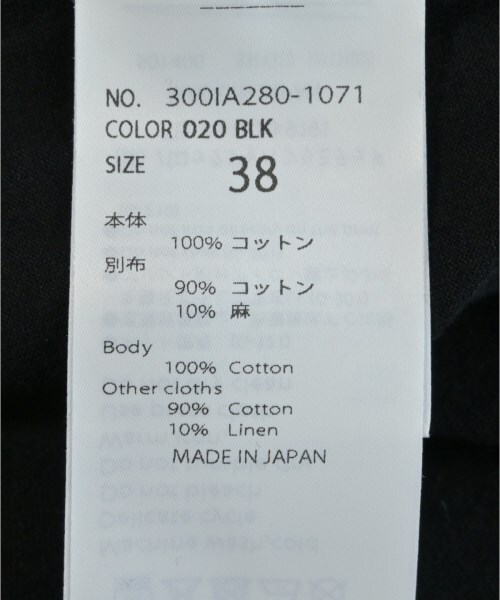 NO. 300IA280-1071
COLOR 020 BLK
SIZE 38
本体
100% コットン
別布
90% コットン
10% 麻
Body
100% Cotton
Other cloths
90% Cotton
10% Linen
MADE IN JAPAN